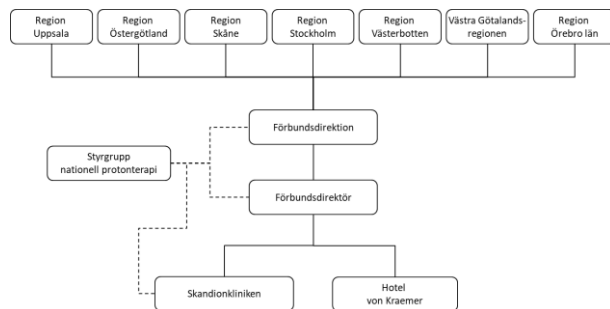 Region
Uppsala
Region
Östergötland
Region
Skåne
Region
Stockholm
Region
Västerbotten
Västra Götalands-
regionen
Region
Örebro län
Förbundsdirektion
Styrgrupp
nationell protonterapi
Förbundsdirektör
Skandionkliniken
Hotel
von Kraemer